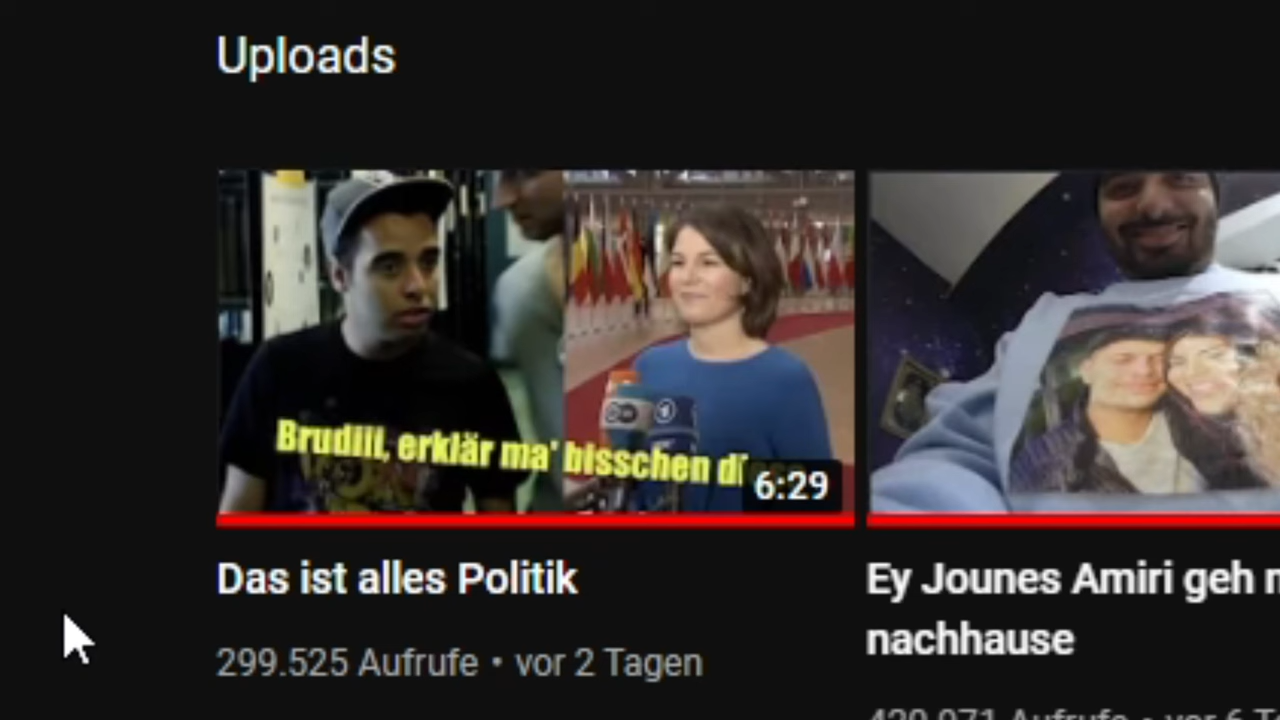 Uploads
Brudiii, erklär ma' bisschen
6:29
Das ist alles Politik
299.525 Aufrufe • vor 2 Tagen
Ey Jounes Amiri geh
nachhause